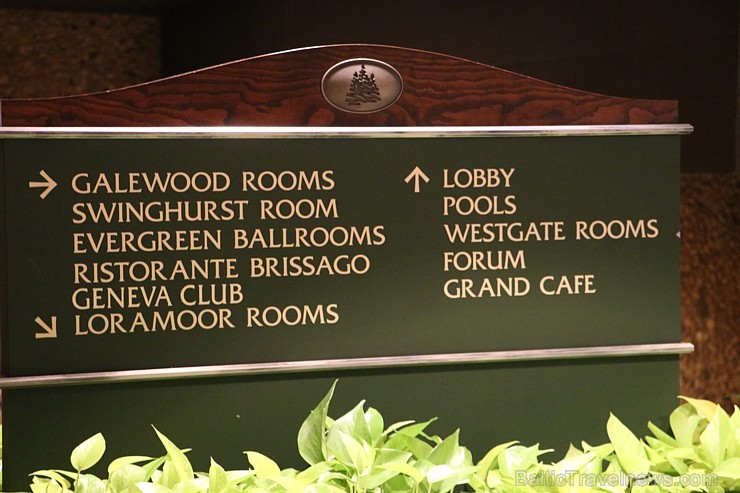 GALEWOOD ROOMS
SWINGHURST ROOM
EVERGREEN BALLROOMS
RISTORANTE BRISSAGO
GENEVA CLUB
LORAMOOR ROOMS
LOBBY
POOLS
WESTGATE ROOMS
FORUM
GRAND CAFE
BalticTravelnews.com